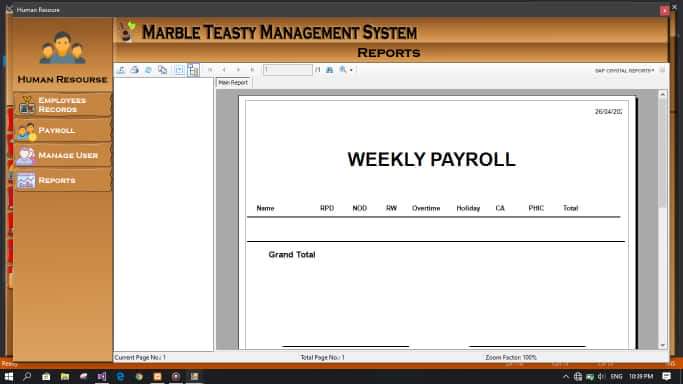 Human Resoure
MARBLE TEASTY MANAGEMENT SYSTEM
REPORTS
HUMAN RESOURSE
EMPLOYEES
RECORDS
PAYROLL
MANAGE USER
REPORTS
1 /1 SAP CRYSTAL REPORTS
Main Report
26/04/202
WEEKLY PAYROLL
Name RPD NOD RW Overtime Holiday CA PHIC Total
Grand Total
Current Page No.: 1 Total Page No.: 1 Zoom Factor: 100%
Ready
INS
ENG 10:39 PM